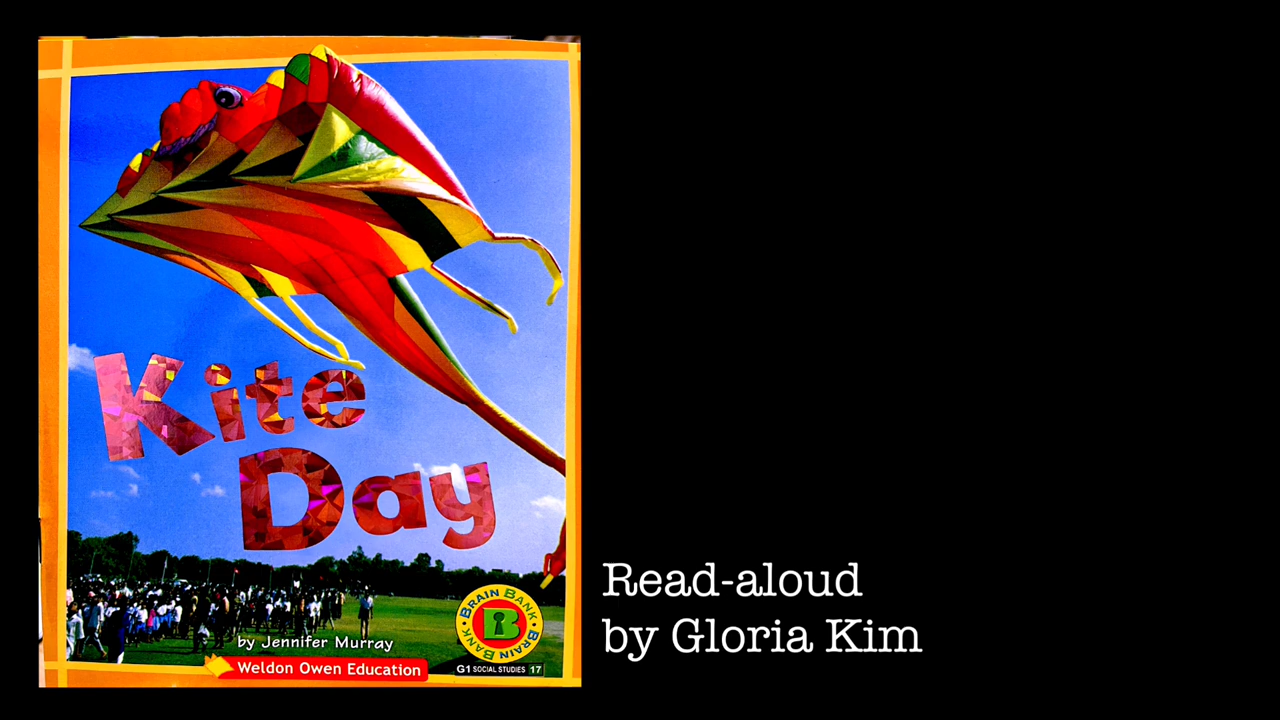 Kite
Day
by Jennifer Murray
Weldon Owen Education
BRAIN BANK • BRAIN BANK •
B
G1 SOCIAL STUDIES 17
Read-aloud
by Gloria Kim